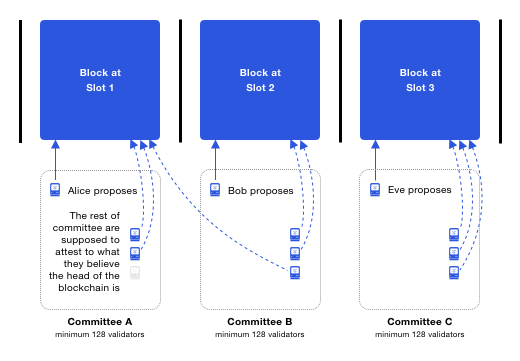 Block at
Slot 1
Block at
Slot 2
Block at
Slot 3
Alice proposes
Bob proposes
Eve proposes
The rest of
committee are
supposed to
attest to what
they believe
the head of the
blockchain is
Committee A
minimum 128 validators
Committee B
minimum 128 validators
Committee C
minimum 128 validators